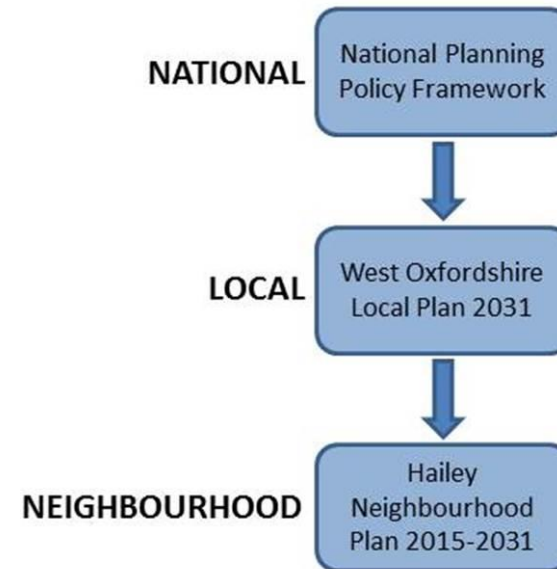 NATIONAL
National Planning
Policy Framework
LOCAL
West Oxfordshire
Local Plan 2031
NEIGHBOURHOOD
Hailey
Neighbourhood
Plan 2015-2031